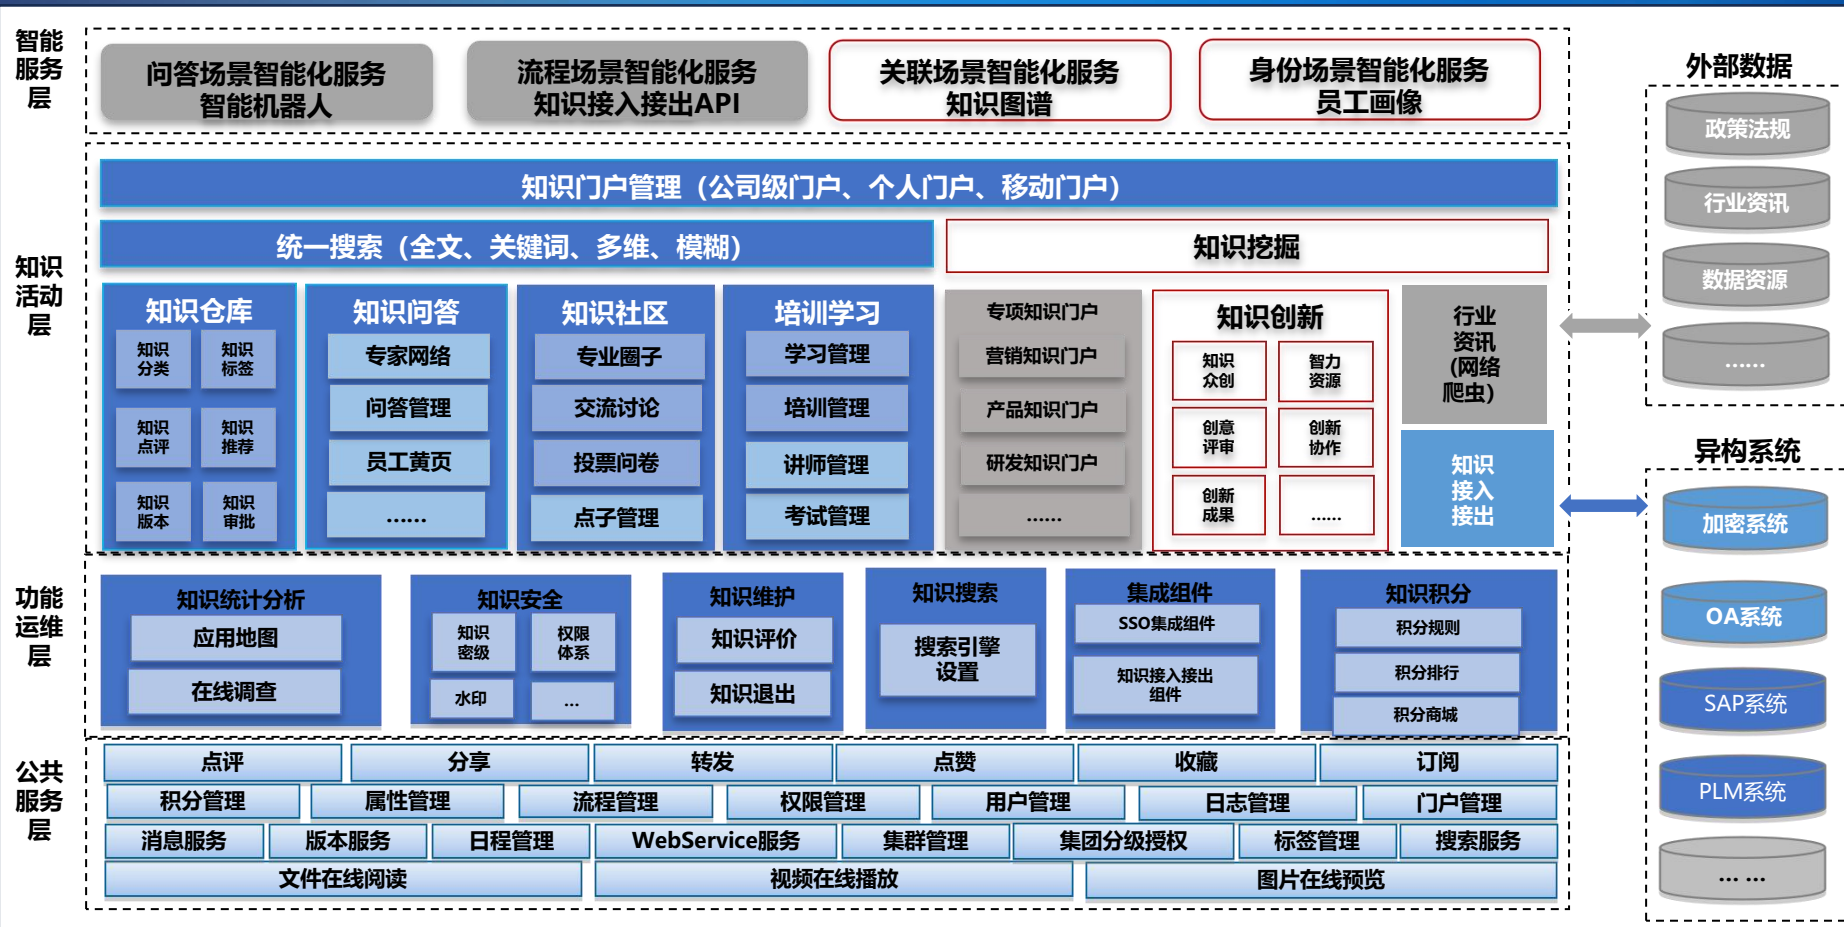 智能
服务
层
问答场景智能化服务
智能机器人
流程场景智能化服务
知识接入接出API
关联场景智能化服务
知识图谱
身份场景智能化服务
员工画像
知识
活动
层
知识门户管理（公司级门户、个人门户、移动门户）
统一搜索（全文、关键词、多维、模糊）
知识挖掘
知识仓库
知识
分类
知识
标签
知识
点评
知识
推荐
知识
版本
知识
审批
知识问答
专家网络
问答管理
员工黄页
……
知识社区
专业圈子
交流讨论
投票问卷
点子管理
培训学习
学习管理
培训管理
讲师管理
考试管理
专项知识门户
营销知识门户
产品知识门户
研发知识门户
……
知识创新
知识
众创
智力
资源
创意
评审
创新
协作
创新
成果
……
行业
资讯
(网络
爬虫)
知识
接入
接出
功能
运维
层
知识统计分析
应用地图
在线调查
知识安全
知识
密级
权限
体系
水印
...
知识维护
知识评价
知识退出
知识搜索
搜索引擎
设置
集成组件
SSO集成组件
知识接入接出
组件
知识积分
积分规则
积分排行
积分商城
公共
服务
层
点评
分享
转发
点赞
收藏
订阅
积分管理
属性管理
流程管理
权限管理
用户管理
日志管理
门户管理
消息服务
版本服务
日程管理
WebService服务
集群管理
集团分级授权
标签管理
搜索服务
文件在线阅读
视频在线播放
图片在线预览
外部数据
政策法规
行业资讯
数据资源
……
异构系统
加密系统
OA系统
SAP系统
PLM系统
… …